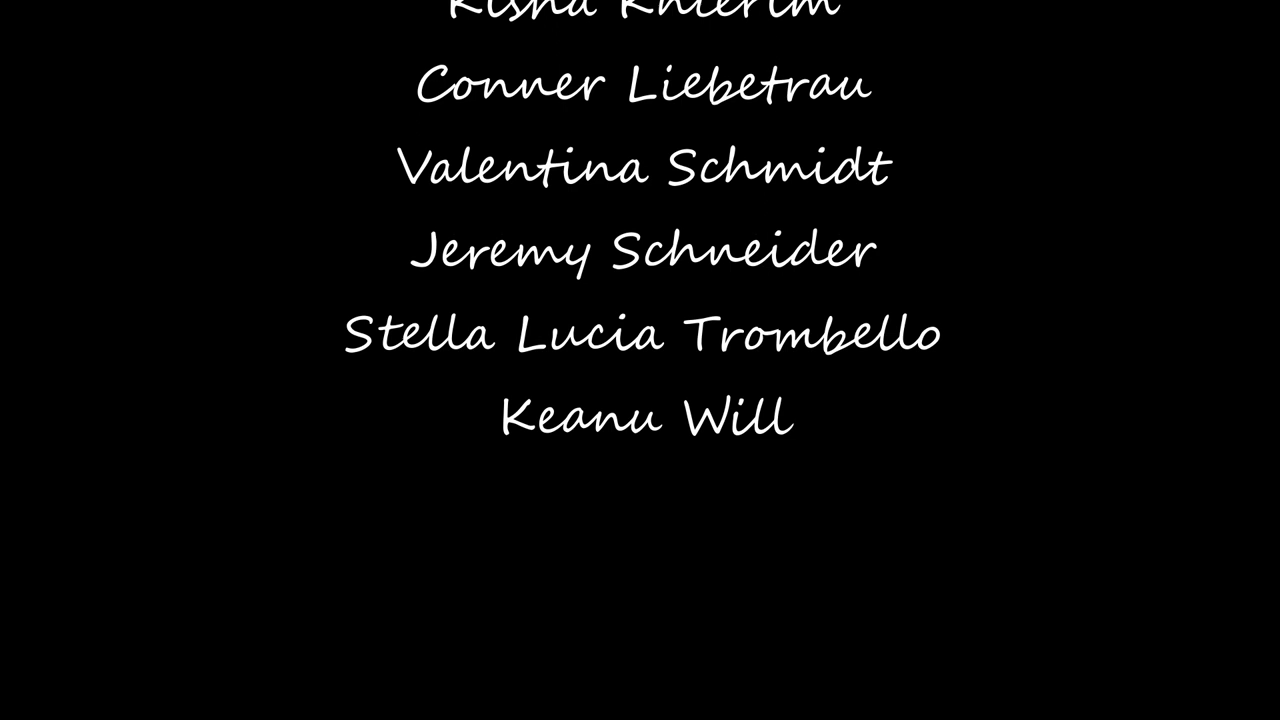 Conner Liebetrau
Valentina Schmidt
Jeremy Schneider
Stella Lucia Trombello
Keanu Will